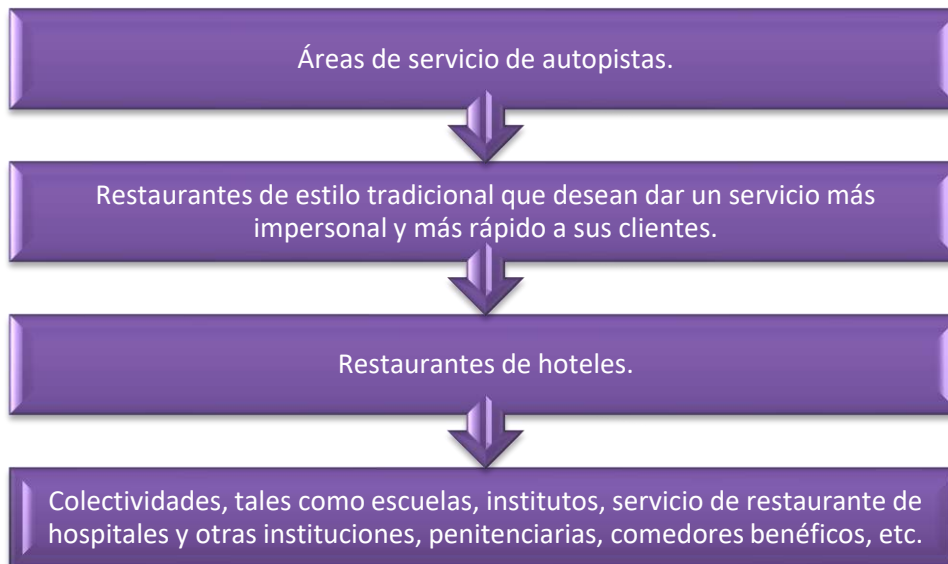 Áreas de servicio de autopistas.
Restaurantes de estilo tradicional que desean dar un servicio más
impersonal y más rápido a sus clientes.
Restaurantes de hoteles.
Colectividades, tales como escuelas, institutos, servicio de restaurante de
hospitales y otras instituciones, penitenciarias, comedores benéficos, etc.